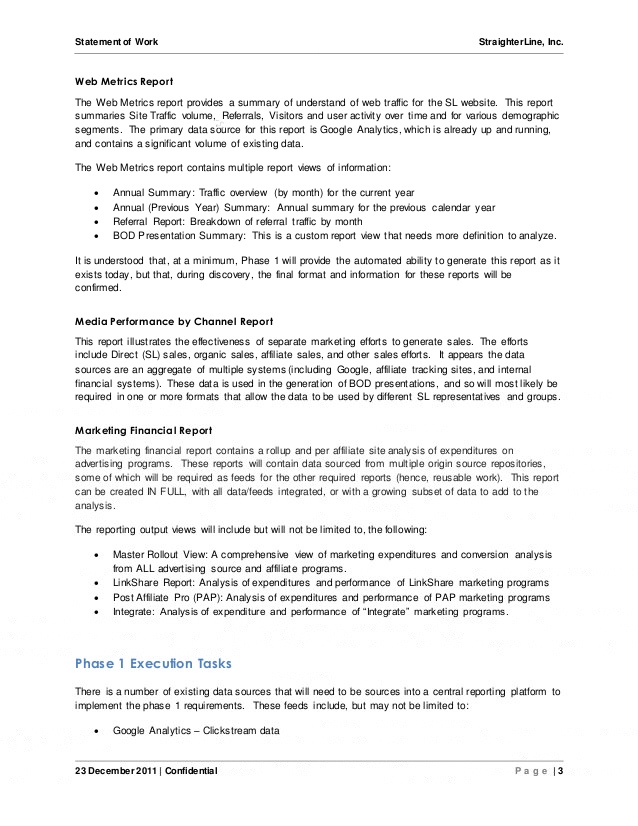 Statement of Work StraighterLine, Inc.
Web Metrics Report
The Web Metrics report provides a summary of understand of web traffic for the SL website. This report
summaries Site Traffic volume, Referrals, Visitors and user activity over time and for various demographic
segments. The primary data source for this report is Google Analytics, which is already up and running,
and contains a significant volume of existing data.
The Web Metrics report contains multiple report views of information:
• Annual Summary: Traffic overview (by month) for the current year
• Annual (Previous Year) Summary: Annual summary for the previous calendar year
• Referral Report: Breakdown of referral traffic by month
• BOD Presentation Summary: This is a custom report view that needs more definition to analyze.
It is understood that, at a minimum, Phase 1 will provide the automated ability to generate this report as it
exists today, but that, during discovery, the final format and information for these reports will be
confirmed.
Media Performance by Channel Report
This report illustrates the effectiveness of separate marketing efforts to generate sales. The efforts
include Direct (SL) sales, organic sales, affiliate sales, and other sales efforts. It appears the data
sources are an aggregate of multiple systems (including Google, affiliate tracking sites, and internal
financial systems). These data is used in the generation of BOD presentations, and so will most likely be
required in one or more formats that allow the data to be used by different SL representatives and groups.
Marketing Financial Report
The marketing financial report contains a rollup and per affiliate site analysis of expenditures on
advertising programs. These reports will contain data sourced from multiple origin source repositories,
some of which will be required as feeds for the other required reports (hence, reusable work). This report
can be created IN FULL, with all data/feeds integrated, or with a growing subset of data to add to the
analysis.
The reporting output views will include but will not be limited to, the following:
• Master Rollout View: A comprehensive view of marketing expenditures and conversion analysis
from ALL advertising source and affiliate programs.
• LinkShare Report: Analysis of expenditures and performance of LinkShare marketing programs
• Post Affiliate Pro (PAP): Analysis of expenditures and performance of PAP marketing programs
• Integrate: Analysis of expenditure and performance of “Integrate” marketing programs.
Phase 1 Execution Tasks
There is a number of existing data sources that will need to be sources into a central reporting platform to
implement the phase 1 requirements. These feeds include, but may not be limited to:
• Google Analytics – Clickstream data
23 December 2011 | Confidential Page | 3